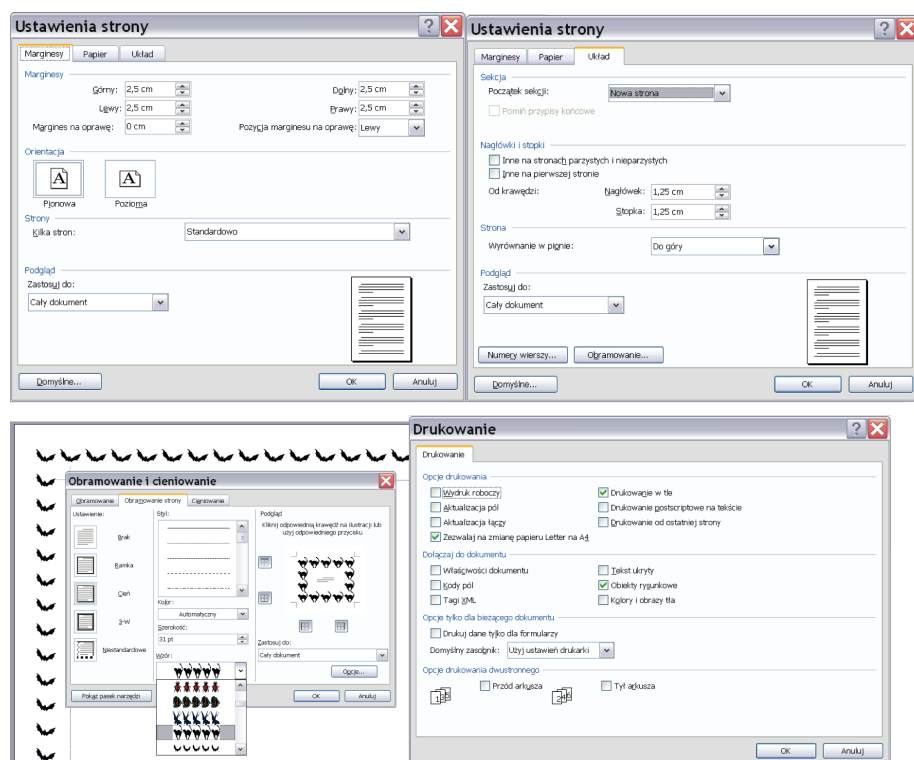 Ustawienia strony
Marginesy Papier Układ
Marginesy
Górny: 2,5 cm Dolny: 2,5 cm
Lewy: 2,5 cm Prawy: 2,5 cm
Margines na oprawę: 0 cm Pozycja marginesu na oprawę: Lewy
Orientacja
A A
Pionowa Pozioma
Strony
Kilka stron: Standardowo
Podgląd
Zastosuj do:
Cały dokument
Domyślne... OK Anuluj
Ustawienia strony
Marginesy Papier Układ
Sekcja
Początek sekcji: Nowa strona
Pomiń przypisy końcowe
Nagłówki i stopki
Inne na stronach parzystych i nieparzystych
Inne na pierwszej stronie
Od krawędzi: Nagłówek: 1,25 cm
Stopka: 1,25 cm
Strona
Wyrównanie w pionie: Do góry
Podgląd
Zastosuj do:
Cały dokument
Numery wierszy... Obramowanie...
Domyślne... OK Anuluj
Obramowanie i cieniowanie
Obramowanie Obramowanie strony Cieniowanie
Ustawienie: Styl: Podgląd
Kliknij odpowiednią krawędź na ilustracji lub
użyj odpowiedniego przycisku
Brak
Ramka
Cień
3-W
Niestandardowe
Kolor:
Automatyczny
Szerokość:
31 pt
Wzór:
Zastosuj do:
Cały dokument
Opcje...
Pokaż pasek narzędzi OK Anuluj
Drukowanie
Drukowanie
Opcje drukowania
Wydruk roboczy Drukowanie w tle
Aktualizacja pól Drukowanie postscriptowe na tekście
Aktualizacja łączy Drukowanie od ostatniej strony
Zezwalaj na zmianę papieru Letter na A4
Dołączaj do dokumentu
Właściwości dokumentu Tekst ukryty
Kody pól Obiekty rysunkowe
Tagi XML Kolory i obrazy tła
Opcje tylko dla bieżącego dokumentu
Drukuj dane tylko dla formularzy
Domyślny zasobnik: Użyj ustawień drukarki
Opcje drukowania dwustronnego
Przód arkusza Tył arkusza
OK Anuluj